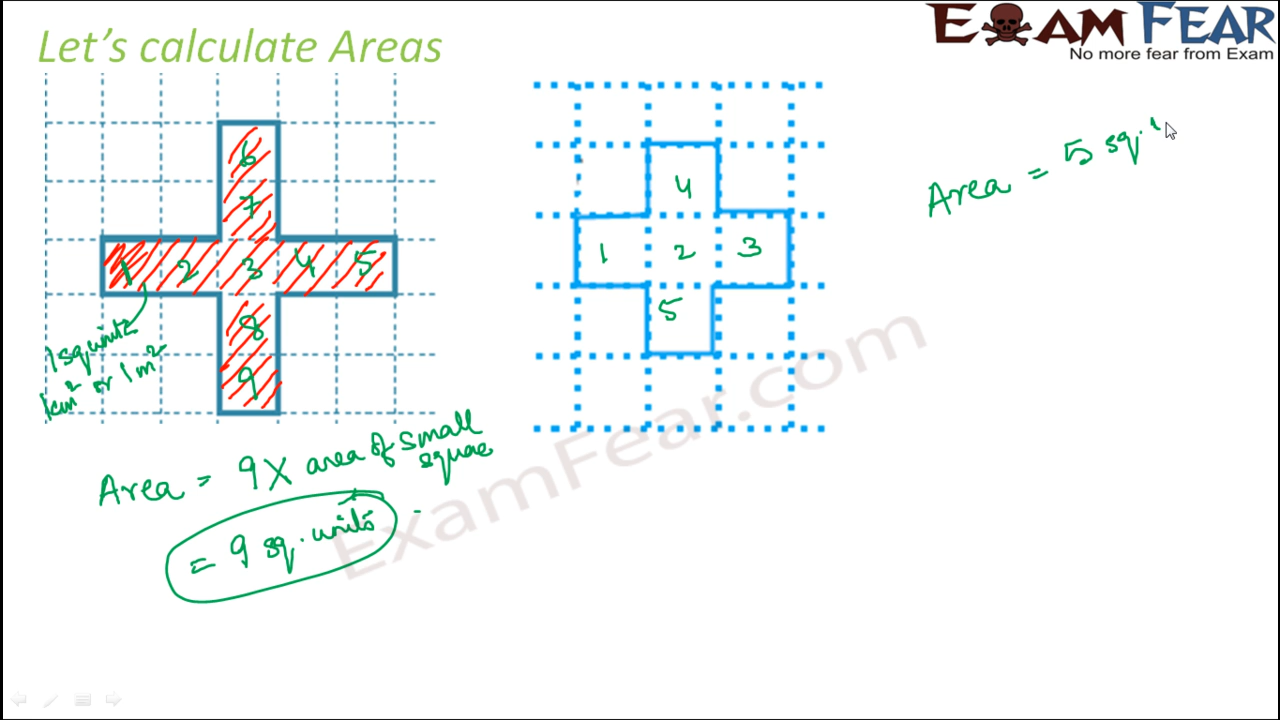 Let's calculate Areas
EXAM FEAR
No more fear from Exam
6
7
1 2 3 4 5
8
9
1 sq units
1cm² or 1m²
Area = 9 X area of small
squae
= 9 sq. units
4
1 2 3
5
Area = 5 sq.
ExamFear.com